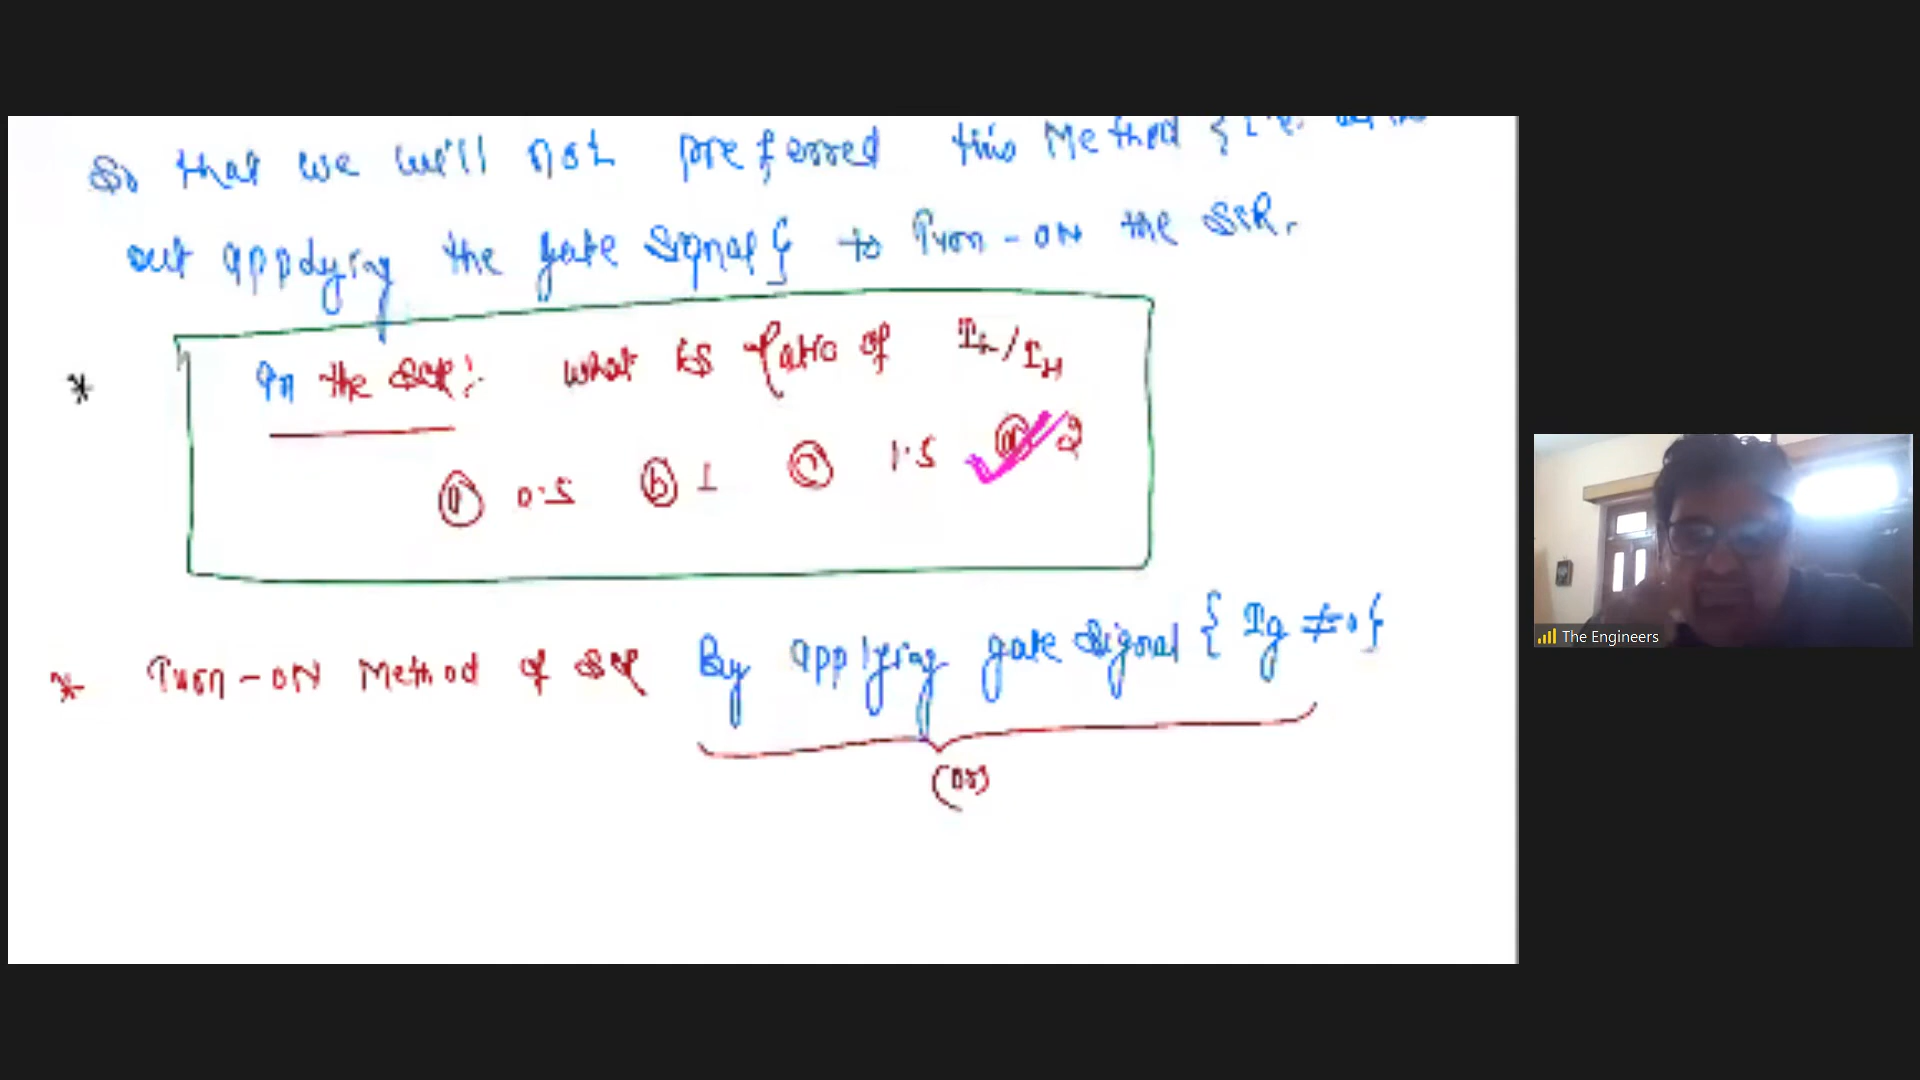 So that we will not preferred this Method {i.e.
out applying the gate signal} to Turn-ON the SCR.
* In the SCR:- What is ratio of IL/IH
(a) 0.5 (b) 1 (c) 1.5 (d) 2
* Turn-ON Method of SCR By applying gate signal {Ig ≠ 0}
(or)
The Engineers